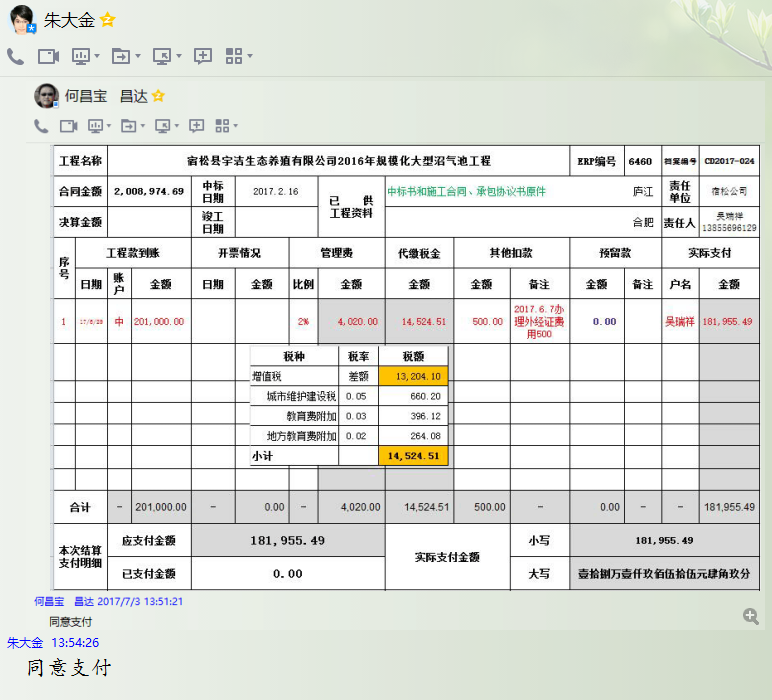 朱大金
何昌宝 昌达
工程名称 宿松县宇洁生态养殖有限公司2016年规模化大型沼气池工程 ERP编号 6460 档案编号 CD2017-024
合同金额 2,008,974.69 中标日期 2017.2.16 已供工程资料 中标书和施工合同、承包协议书原件 庐江 责任单位 宿松公司
决算金额 竣工日期 合肥 责任人 吴瑞祥 13855696129
序号 工程款到账 开票情况 管理费 代缴税金 其他扣款 预留款 实际支付
日期 账户 金额 日期 金额 比例 金额 金额 金额 备注 金额 备注 户名 金额
1 17/6/29 中 201,000.00 2% 4,020.00 14,524.51 500.00 2017.6.7办理外经证费用500 0.00 吴瑞祥 181,955.49
税种 税率 税额
增值税 差额 13,204.10
城市维护建设税 0.05 660.20
教育费附加 0.03 396.12
地方教育费附加 0.02 264.08
小计 14,524.51
合计 - 201,000.00 - 0.00 - 4,020.00 14,524.51 500.00 - 0.00 - - 181,955.49
本次结算支付明细 应支付金额 181,955.49 实际支付金额 小写 181,955.49
已支付金额 0.00 大写 壹拾捌万壹仟玖佰伍拾伍元肆角玖分
何昌宝 昌达 2017/7/3 13:51:21
同意支付
朱大金 13:54:26
同意支付